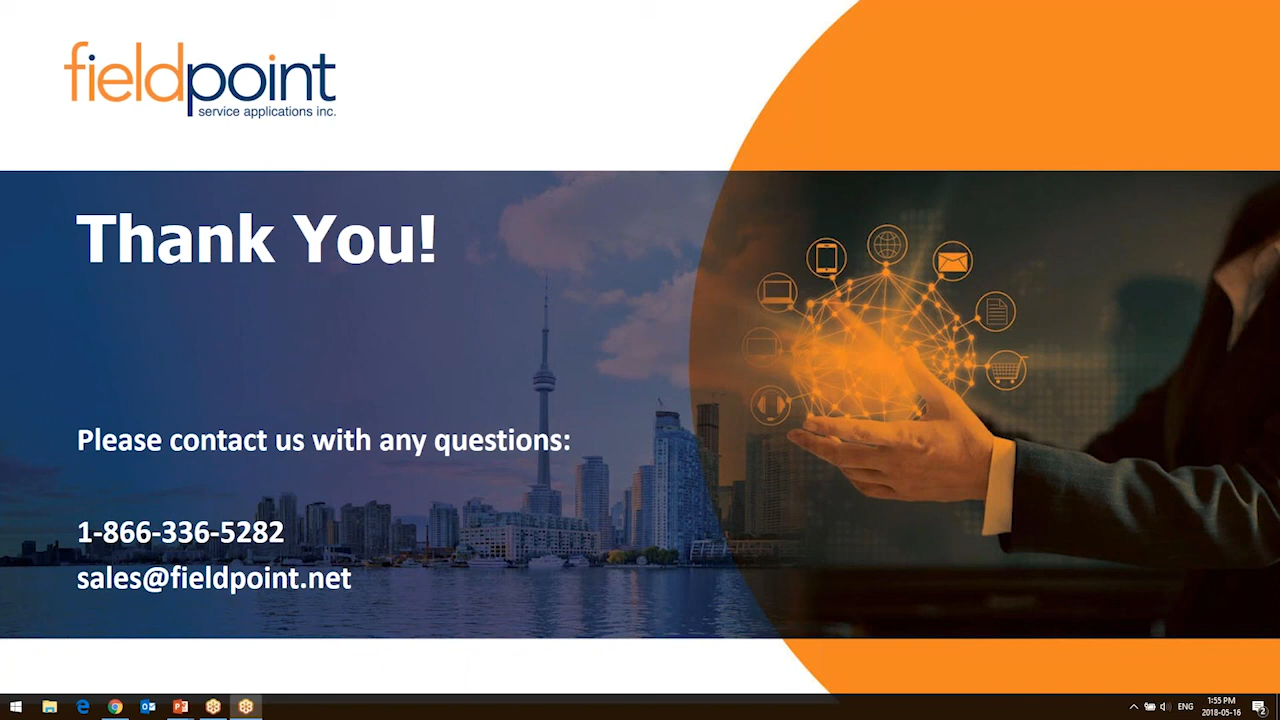 fieldpoint
service applications inc.
Thank You!
Please contact us with any questions:
1-866-336-5282
sales@fieldpoint.net
ENG
1:55 PM
2018-05-16
2